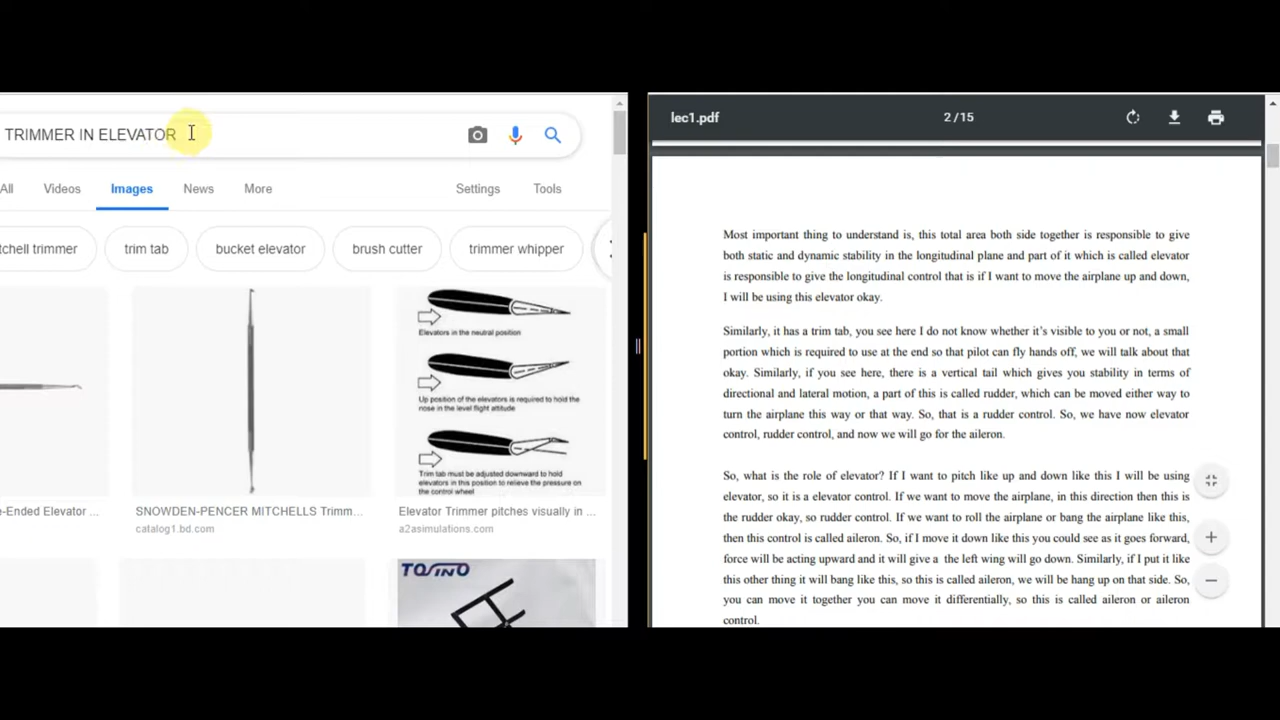 TRIMMER IN ELEVATOR
All Videos Images News More Settings Tools
tchell trimmer trim tab bucket elevator brush cutter trimmer whipper
Elevators in the neutral position
Up position of the elevators is required to hold the
nose in the level flight attitude
Trim tab must be adjusted downward to hold
elevators in this position to relieve the pressure on
the control wheel
e-Ended Elevator ...
SNOWDEN-PENCER MITCHELLS Trimm...
catalog1.bd.com
Elevator Trimmer pitches visually in ...
a2asimulations.com
TOSINO
lec1.pdf
2 / 15
Most important thing to understand is, this total area both side together is responsible to give
both static and dynamic stability in the longitudinal plane and part of it which is called elevator
is responsible to give the longitudinal control that is if I want to move the airplane up and down,
I will be using this elevator okay.
Similarly, it has a trim tab, you see here I do not know whether it's visible to you or not, a small
portion which is required to use at the end so that pilot can fly hands off, we will talk about that
okay. Similarly, if you see here, there is a vertical tail which gives you stability in terms of
directional and lateral motion, a part of this is called rudder, which can be moved either way to
turn the airplane this way or that way. So, that is a rudder control. So, we have now elevator
control, rudder control, and now we will go for the aileron.
So, what is the role of elevator? If I want to pitch like up and down like this I will be using
elevator, so it is a elevator control. If we want to move the airplane, in this direction then this is
the rudder okay, so rudder control. If we want to roll the airplane or bang the airplane like this,
then this control is called aileron. So, if I move it down like this you could see as it goes forward,
force will be acting upward and it will give a the left wing will go down. Similarly, if I put it like
this other thing it will bang like this, so this is called aileron, we will be hang up on that side. So,
you can move it together you can move it differentially, so this is called aileron or aileron
control.